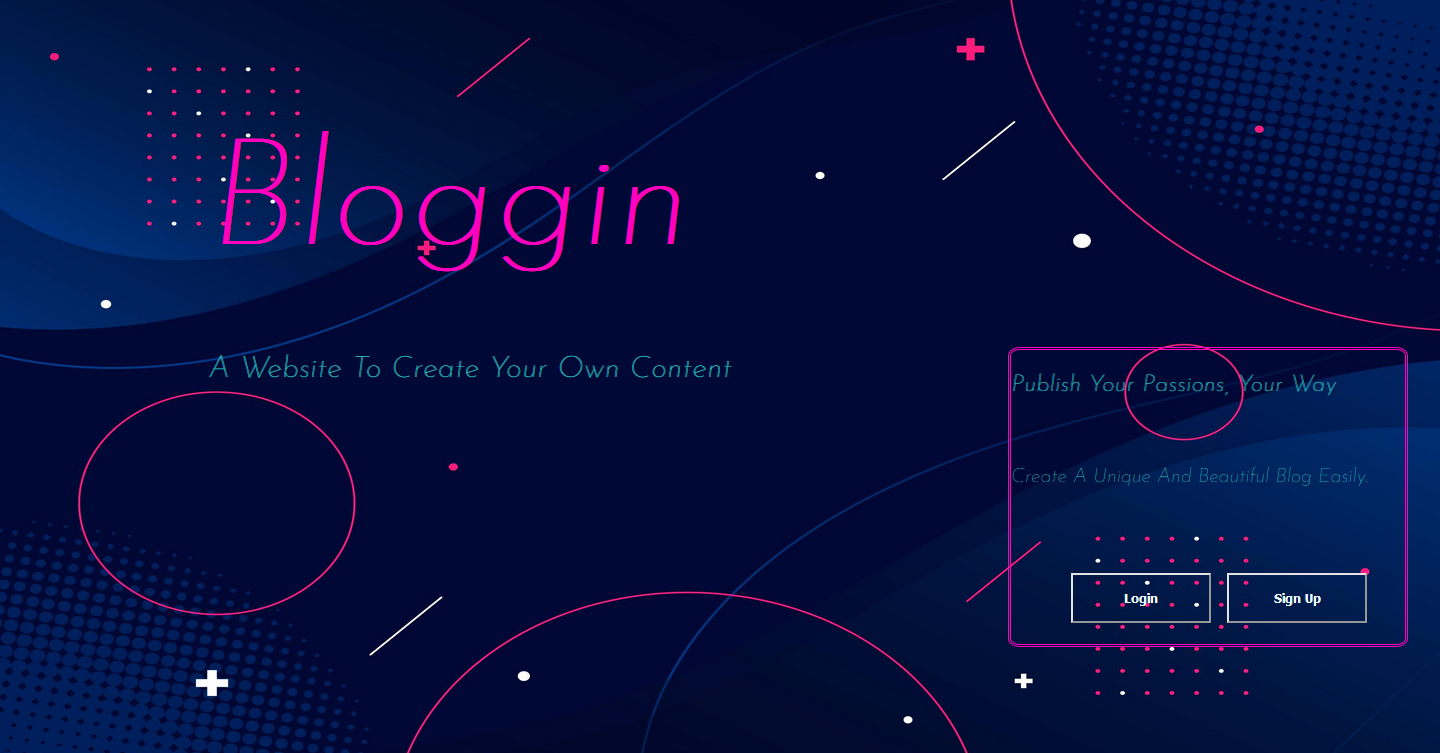 Bloggin
A Website To Create Your Own Content
Publish Your Passions, Your Way
Create A Unique And Beautiful Blog Easily.
Login
Sign Up